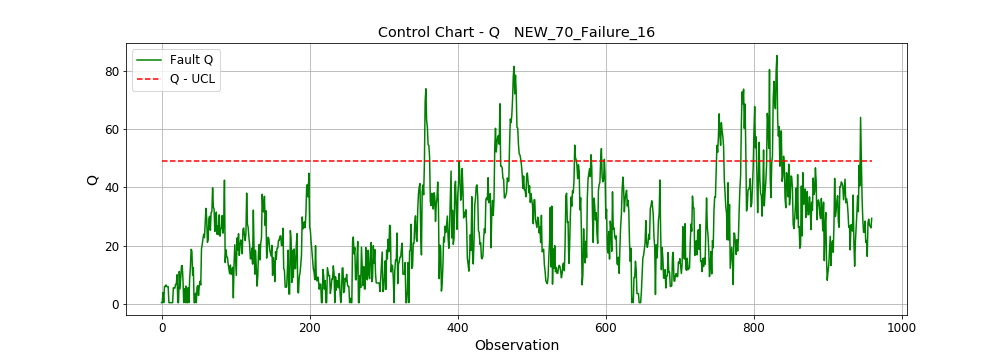 Control Chart - Q   NEW_70_Failure_16
Fault Q
Q - UCL
80
60
40
20
0
Q
0 200 400 600 800 1000
Observation